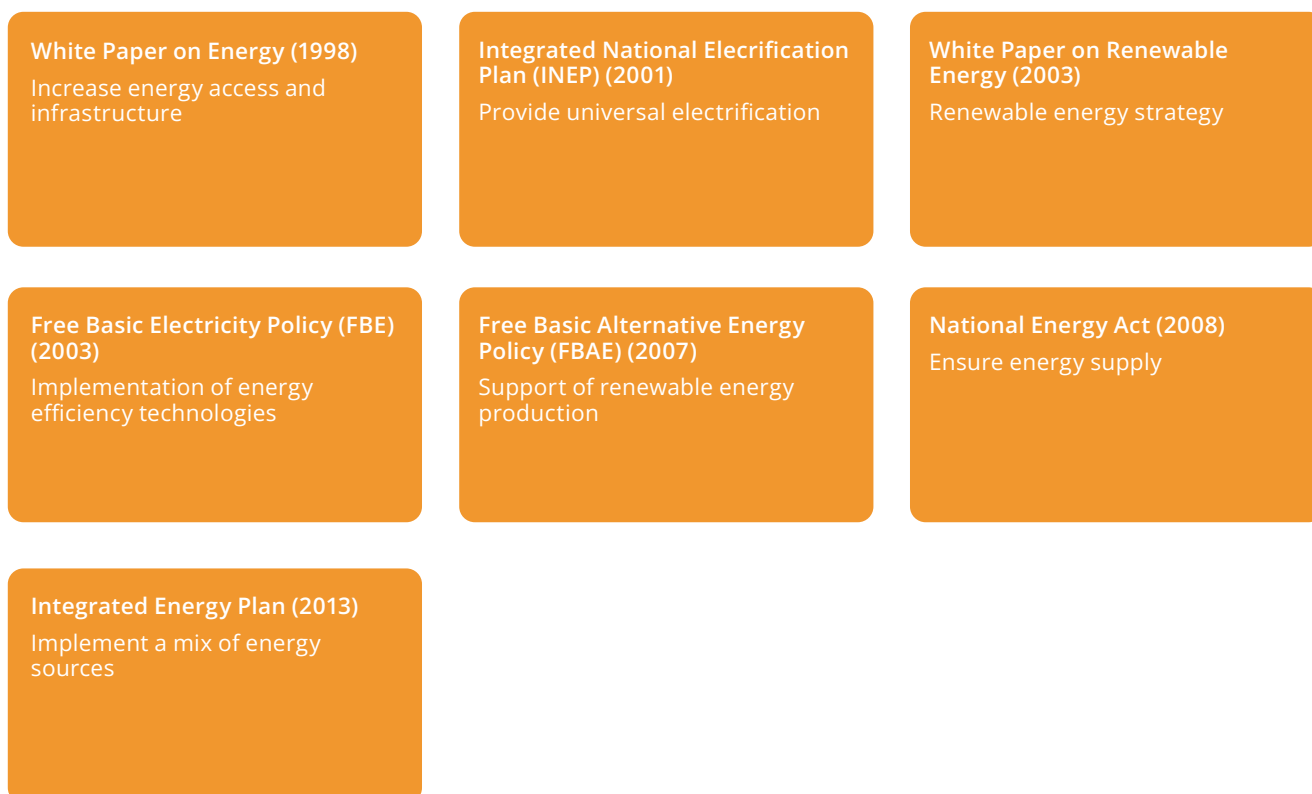 White Paper on Energy (1998)
Increase energy access and
infrastructure
Integrated National Elecrification
Plan (INEP) (2001)
Provide universal electrification
White Paper on Renewable
Energy (2003)
Renewable energy strategy
Free Basic Electricity Policy (FBE)
(2003)
Implementation of energy
efficiency technologies
Free Basic Alternative Energy
Policy (FBAE) (2007)
Support of renewable energy
production
National Energy Act (2008)
Ensure energy supply
Integrated Energy Plan (2013)
Implement a mix of energy
sources